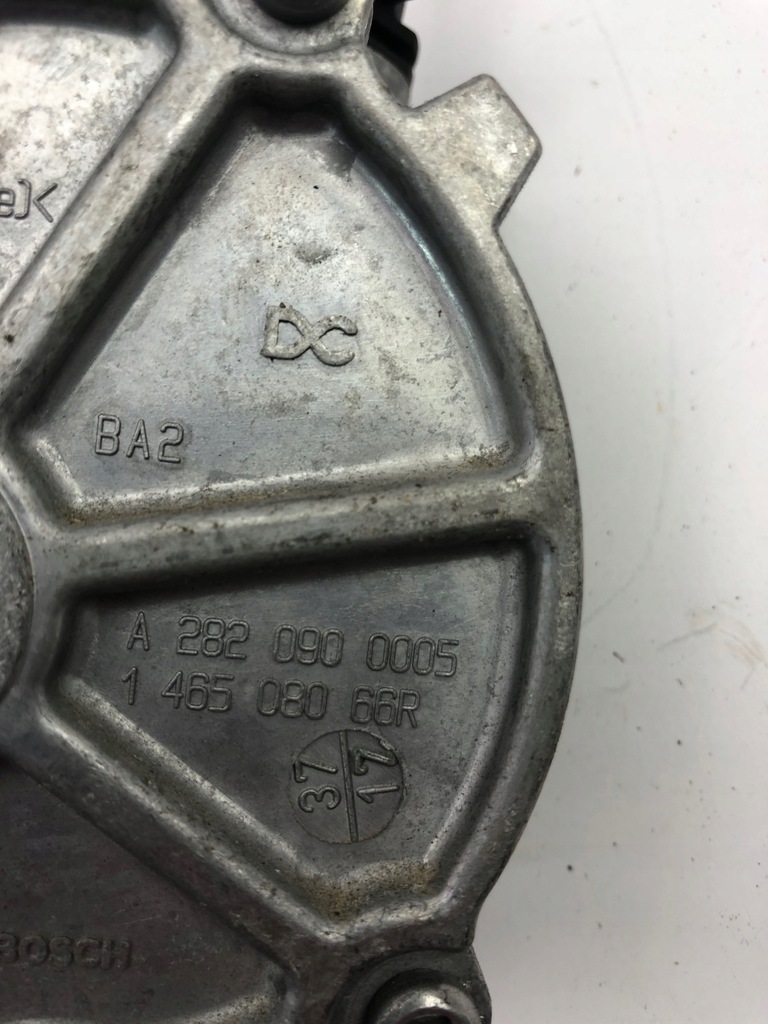 e)<
DC
BA2
A 282 090 0005
1 465 080 66R
37/17
BOSCH